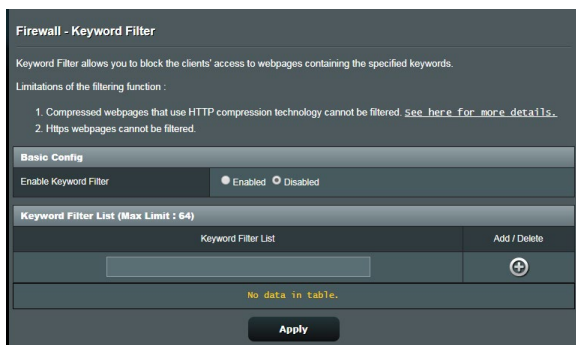 Firewall - Keyword Filter
Keyword Filter allows you to block the clients' access to webpages containing the specified keywords.
Limitations of the filtering function :
1. Compressed webpages that use HTTP compression technology cannot be filtered. See here for more details.
2. Https webpages cannot be filtered.
Basic Config
Enable Keyword Filter Enabled Disabled
Keyword Filter List (Max Limit : 64)
Keyword Filter List Add / Delete
No data in table.
Apply